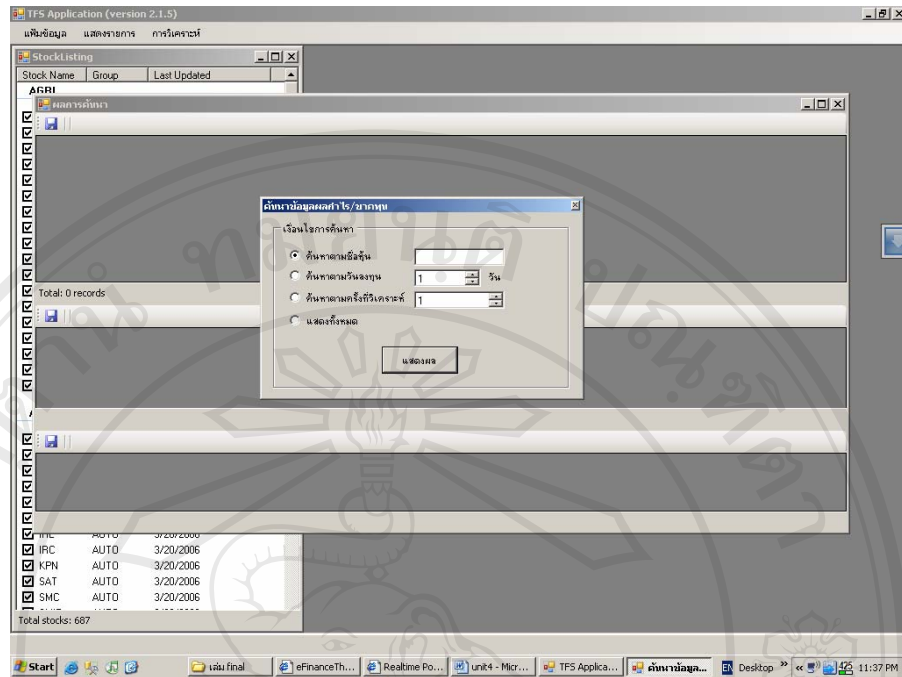 TFS Application (version 2.1.5)
แฟ้มข้อมูล แสดงรายการ การวิเคราะห์
StockListing
Stock Name Group Last Updated
AGRI
ผลการค้นหา
Total: 0 records
ค้นหาข้อมูลผลกำไร/ขาดทุน
เงื่อนไขการค้นหา
ค้นหาตามชื่อหุ้น
ค้นหาตามวันลงทุน 1 วัน
ค้นหาตามครั้งที่วิเคราะห์ 1
แสดงทั้งหมด
แสดงผล
IRC AUTO 3/20/2006
KPN AUTO 3/20/2006
SAT AUTO 3/20/2006
SMC AUTO 3/20/2006
Total stocks: 687
Start เล่ม final eFinanceTh... Realtime Po... unit4 - Micr... TFS Applica... ค้นหาข้อมูล... EN Desktop 11:37 PM